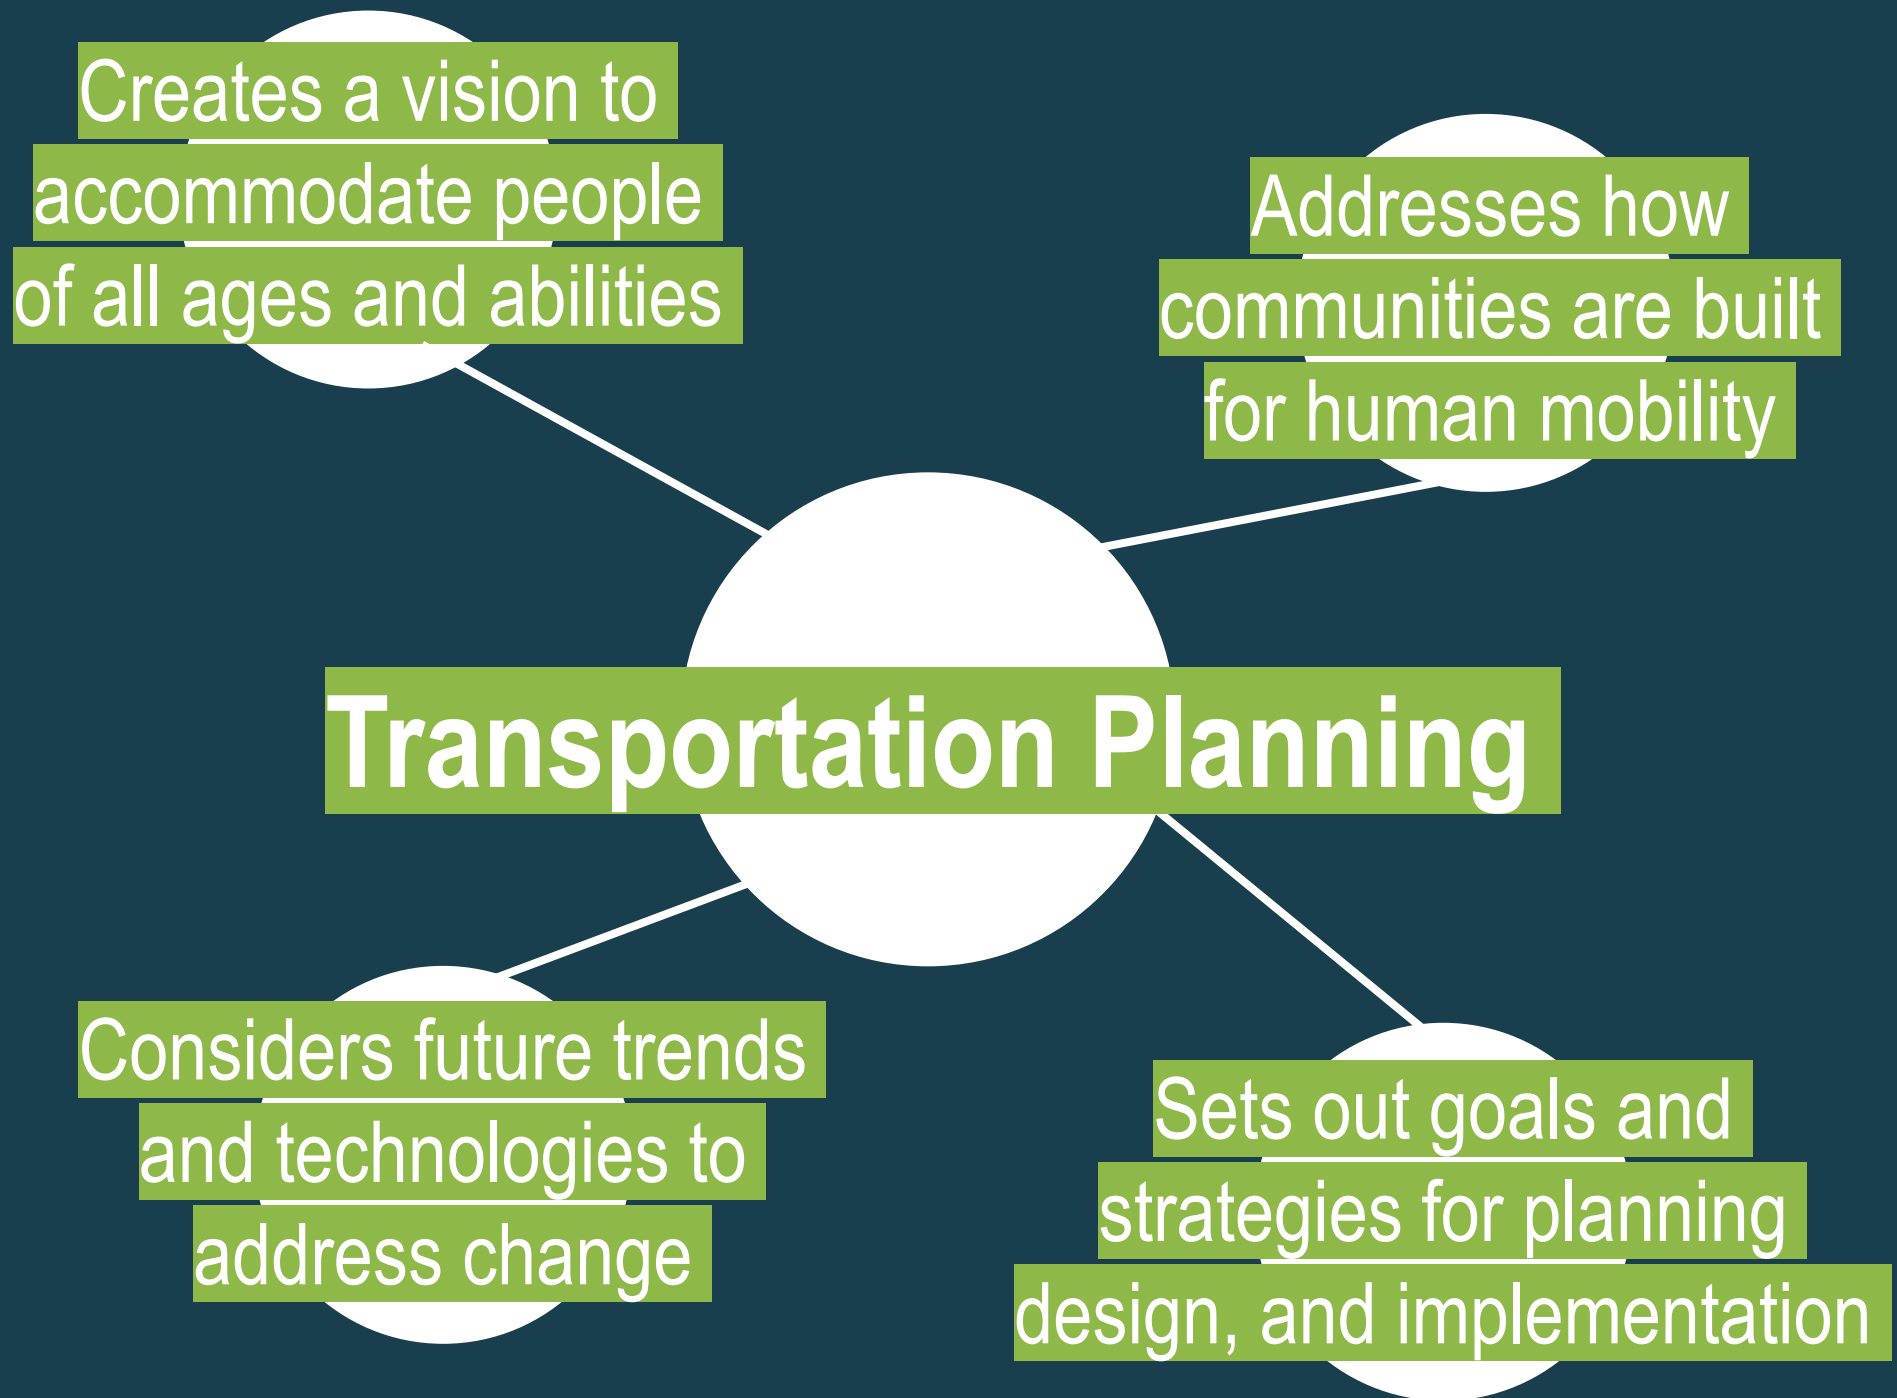 Creates a vision to
accommodate people
of all ages and abilities
Addresses how
communities are built
for human mobility
Transportation Planning
Considers future trends
and technologies to
address change
Sets out goals and
strategies for planning
design, and implementation